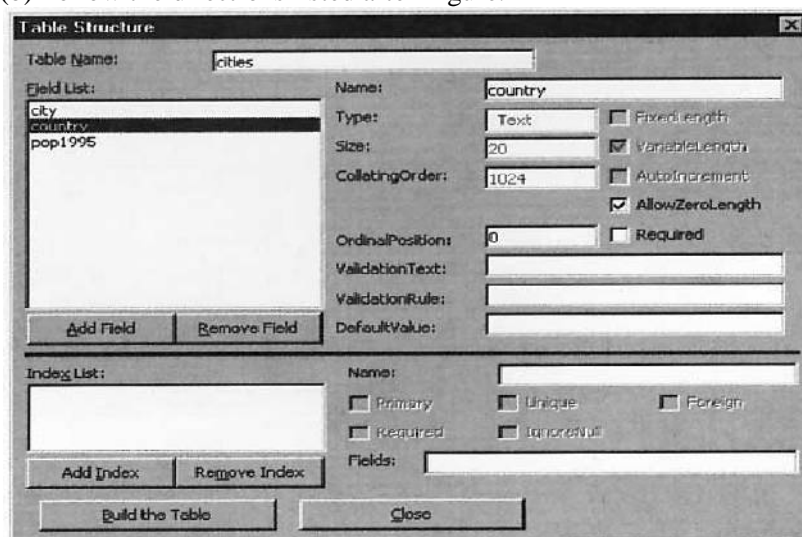 Table Structure
Table Name: cities
Field List:
city
country
pop1995
Add Field Remove Field
Name: country
Type: Text FixedLength
Size: 20 VariableLength
CollatingOrder: 1024 AutoIncrement
AllowZeroLength
OrdinalPosition: 0 Required
ValidationText:
ValidationRule:
DefaultValue:
Index List:
Add Index Remove Index
Name:
Primary Unique Foreign
Required IgnoreNull
Fields:
Build the Table Close